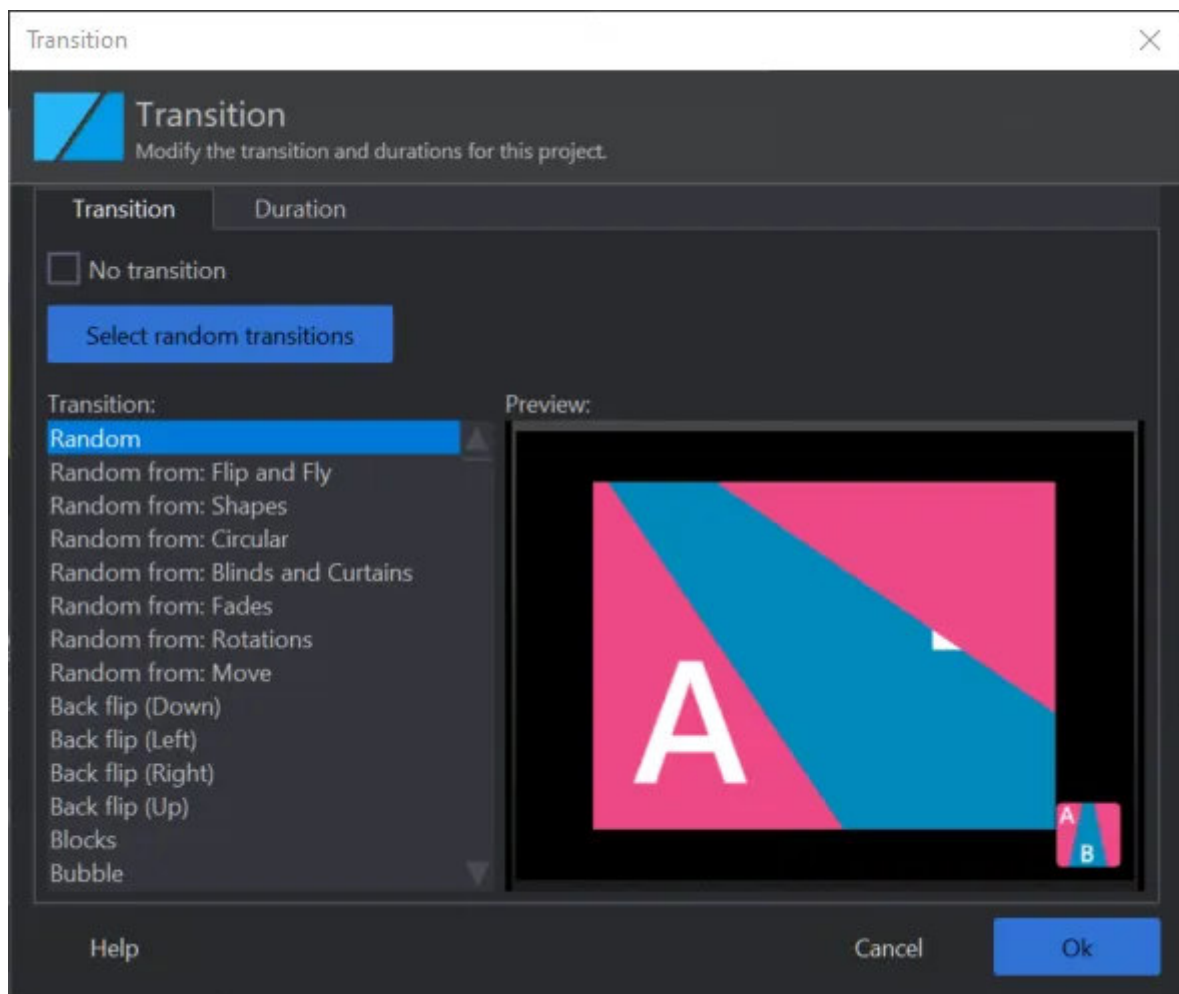 Transition
Transition
Modify the transition and durations for this project.
Transition Duration
No transition
Select random transitions
Transition: Preview:
Random
Random from: Flip and Fly
Random from: Shapes
Random from: Circular
Random from: Blinds and Curtains
Random from: Fades
Random from: Rotations
Random from: Move
Back flip (Down)
Back flip (Left)
Back flip (Right)
Back flip (Up)
Blocks
Bubble
A
A
B
Help Cancel Ok